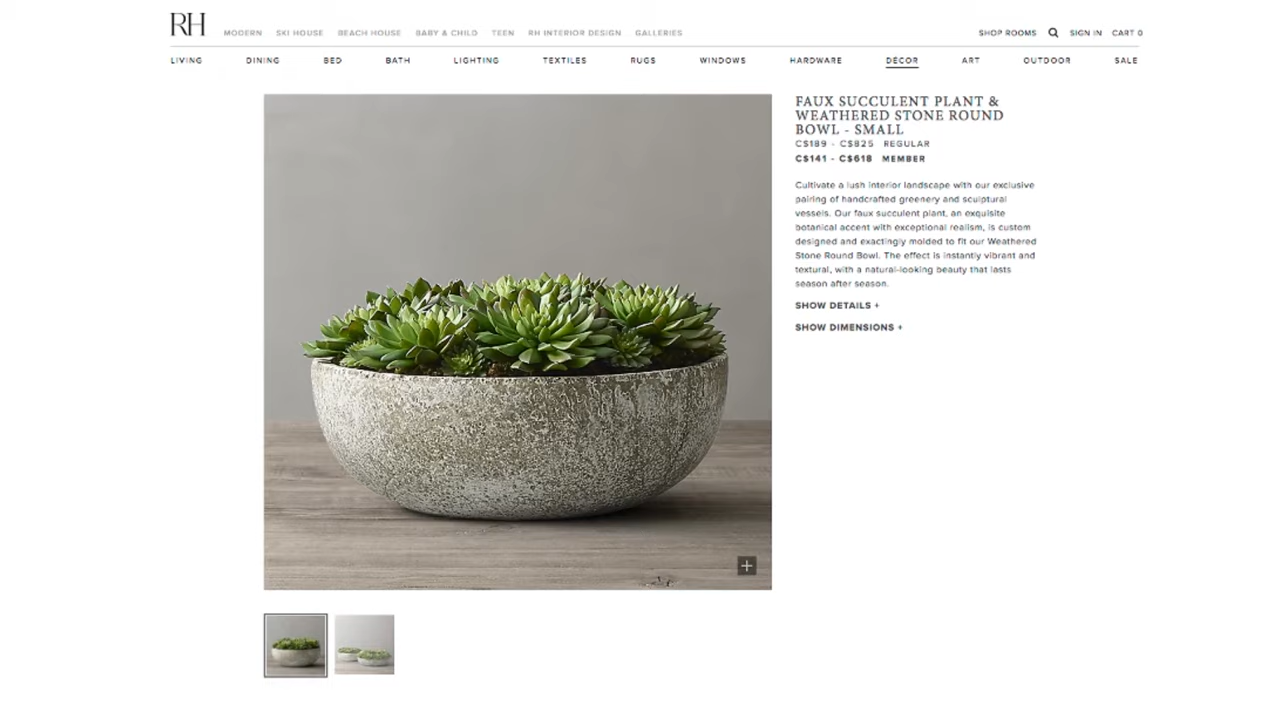 RH
MODERN SKI HOUSE BEACH HOUSE BABY & CHILD TEEN RH INTERIOR DESIGN GALLERIES
SHOP ROOMS SIGN IN CART 0
LIVING DINING BED BATH LIGHTING TEXTILES RUGS WINDOWS HARDWARE DÉCOR ART OUTDOOR SALE
FAUX SUCCULENT PLANT &
WEATHERED STONE ROUND
BOWL - SMALL
C$189 - C$825 REGULAR
C$141 - C$618 MEMBER
Cultivate a lush interior landscape with our exclusive
pairing of handcrafted greenery and sculptural
vessels. Our faux succulent plant, an exquisite
botanical accent with exceptional realism, is custom
designed and exactingly molded to fit our Weathered
Stone Round Bowl. The effect is instantly vibrant and
textural, with a natural-looking beauty that lasts
season after season.
SHOW DETAILS +
SHOW DIMENSIONS +